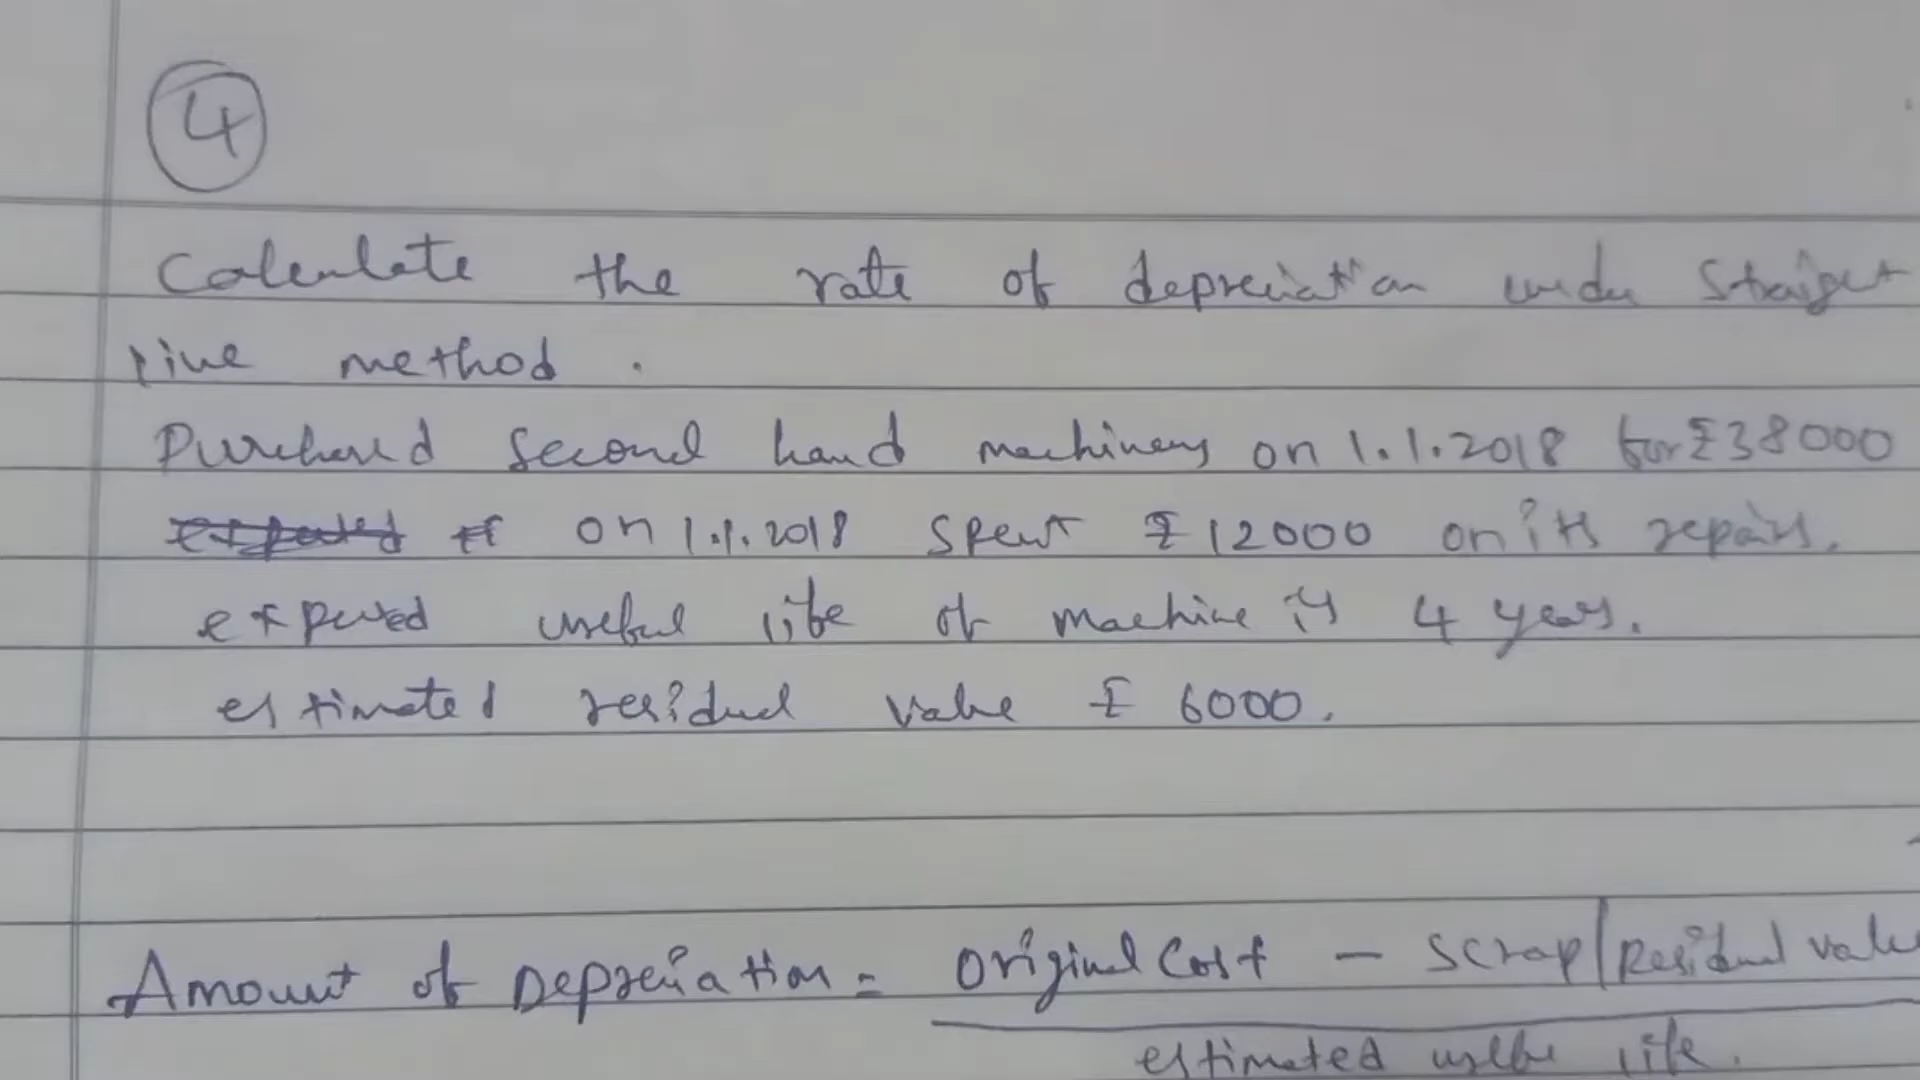 4
Calculate the rate of depreciation under Straight
line method.
Purchased second hand machinery on 1.1.2018 for ₹38000
on 1.1.2018 spent ₹12000 on its repairs.
expected useful life of machine is 4 years.
estimated residual value ₹ 6000.
Amount of Depreciation = Original Cost - Scrap/Residual value
estimated useful life.